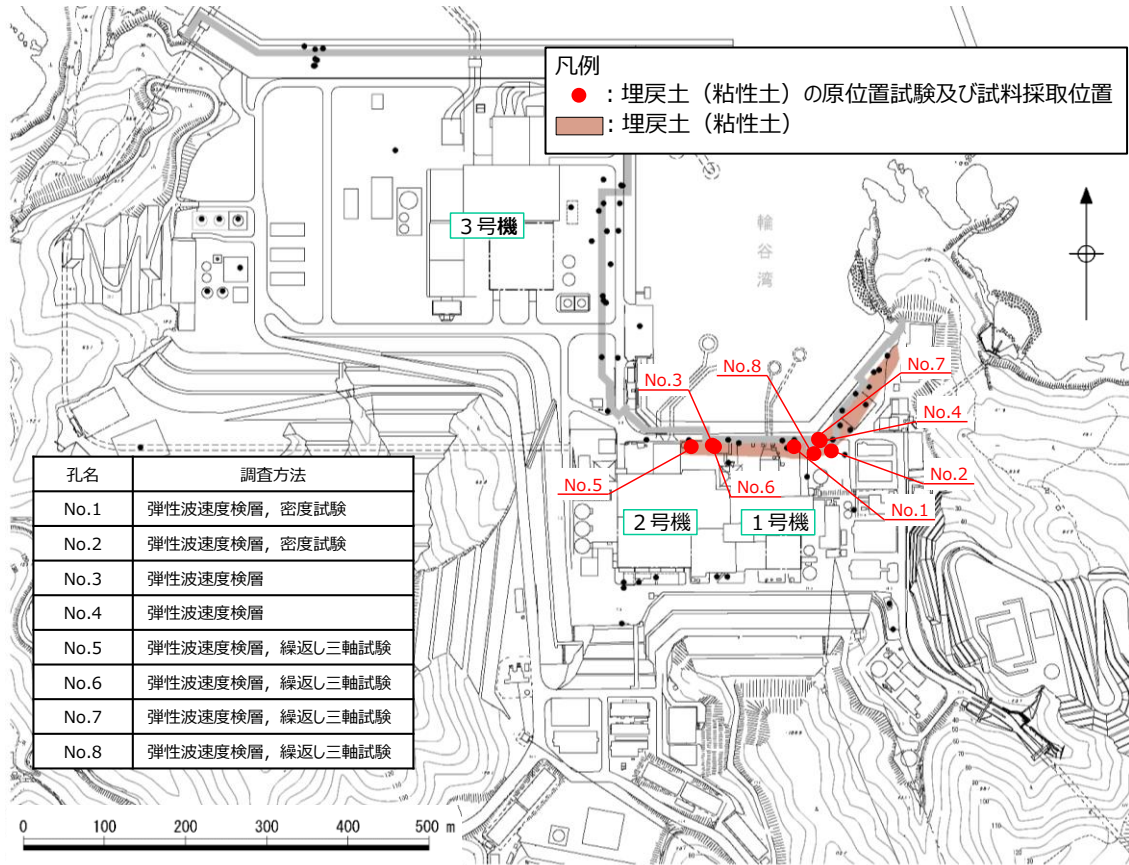 凡例
● : 埋戻土（粘性土）の原位置試験及び試料採取位置
: 埋戻土（粘性土）
3号機
輪谷湾
No.8
No.7
No.3
No.4
No.2
No.5
No.6
No.1
2号機
1号機
孔名 調査方法
No.1 弾性波速度検層，密度試験
No.2 弾性波速度検層，密度試験
No.3 弾性波速度検層
No.4 弾性波速度検層
No.5 弾性波速度検層，繰返し三軸試験
No.6 弾性波速度検層，繰返し三軸試験
No.7 弾性波速度検層，繰返し三軸試験
No.8 弾性波速度検層，繰返し三軸試験
0 100 200 300 400 500 m